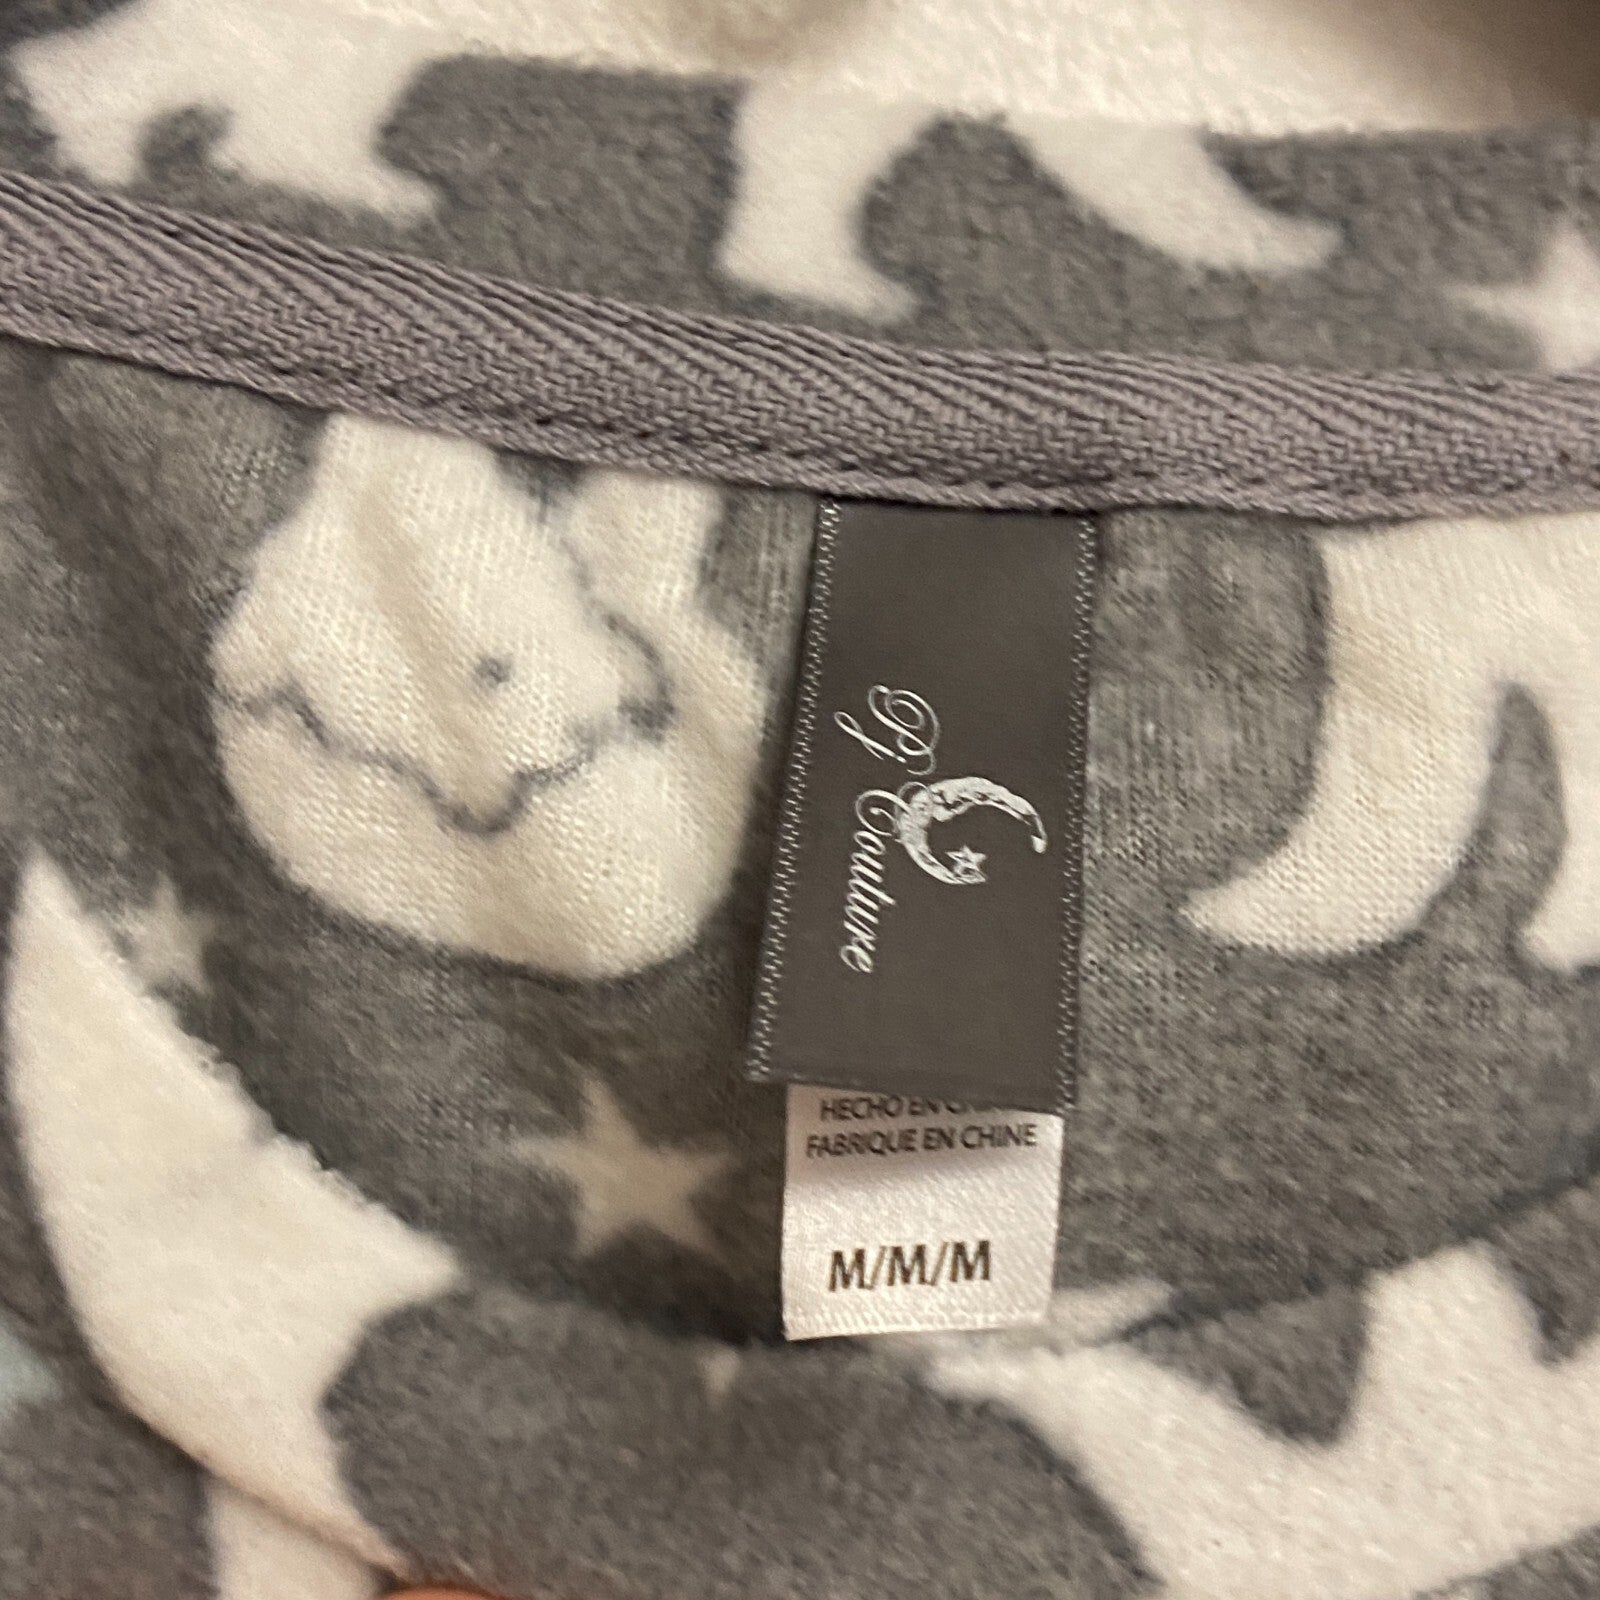 PJ Couture
HECHO EN CHINA
FABRIQUE EN CHINE
M/M/M